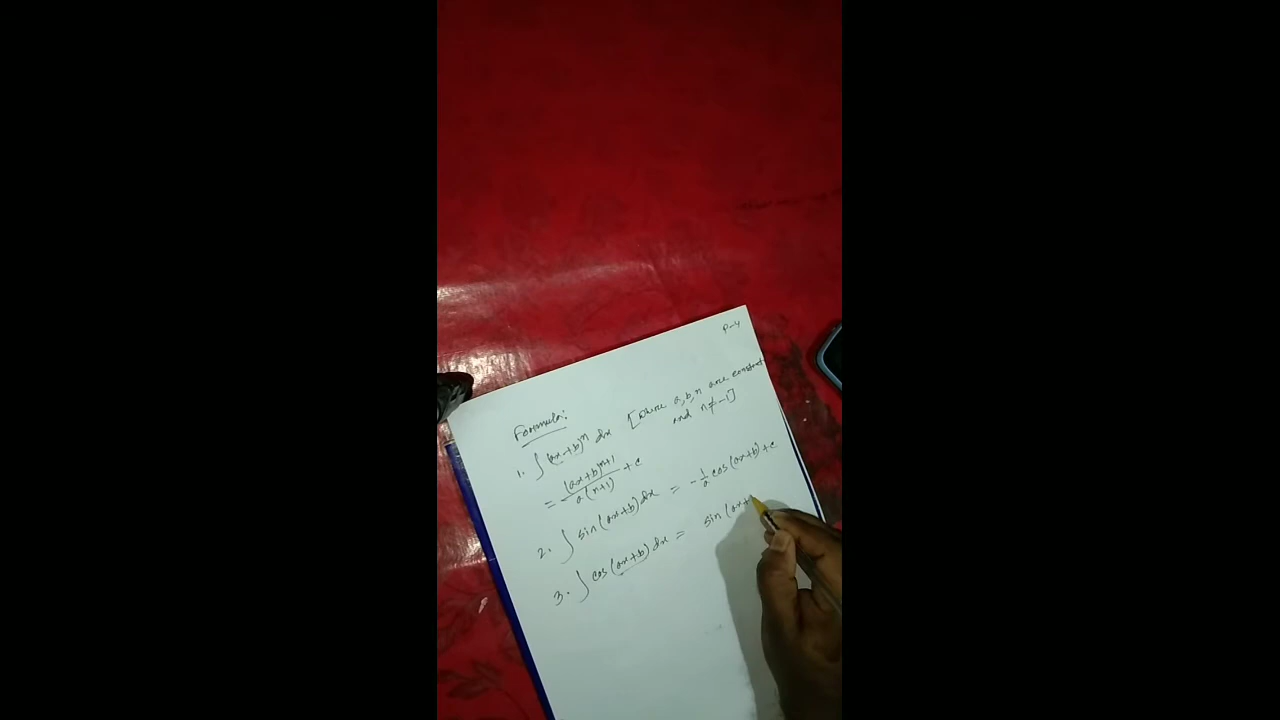 P-4
Formula:
1. ∫(ax+b)ⁿ dx [where a,b,n are constant
and n≠-1]
= (ax+b)ⁿ⁺¹/a(n+1) + c
2. ∫ sin(ax+b) dx = -1/a cos(ax+b)+c
3. ∫ cos(ax+b) dx = sin(ax+